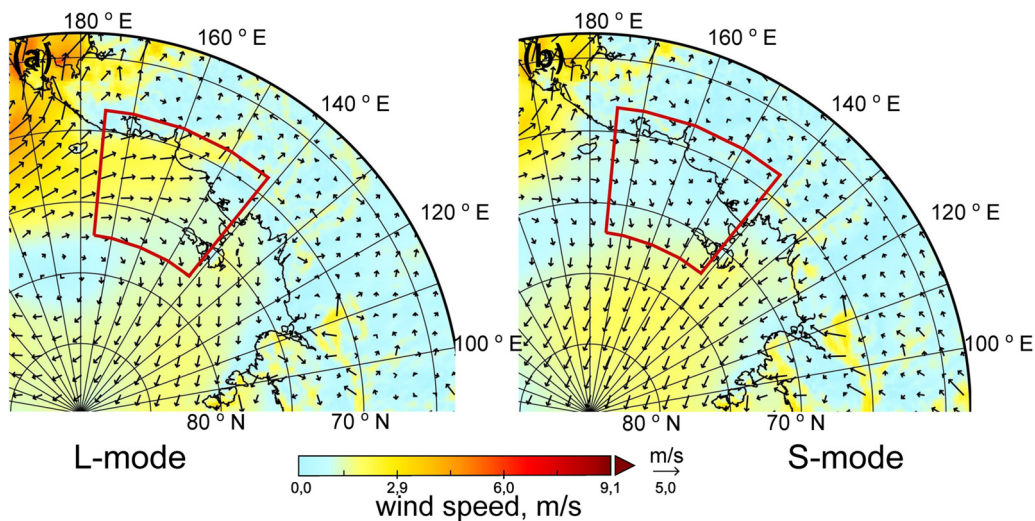 180 ° E
160 ° E
140 ° E
120 ° E
100 ° E
80 ° N
70 ° N
(a)
L-mode
180 ° E
160 ° E
140 ° E
120 ° E
100 ° E
80 ° N
70 ° N
(b)
S-mode
0,0
2,9
6,0
9,1
m/s
5,0
wind speed, m/s